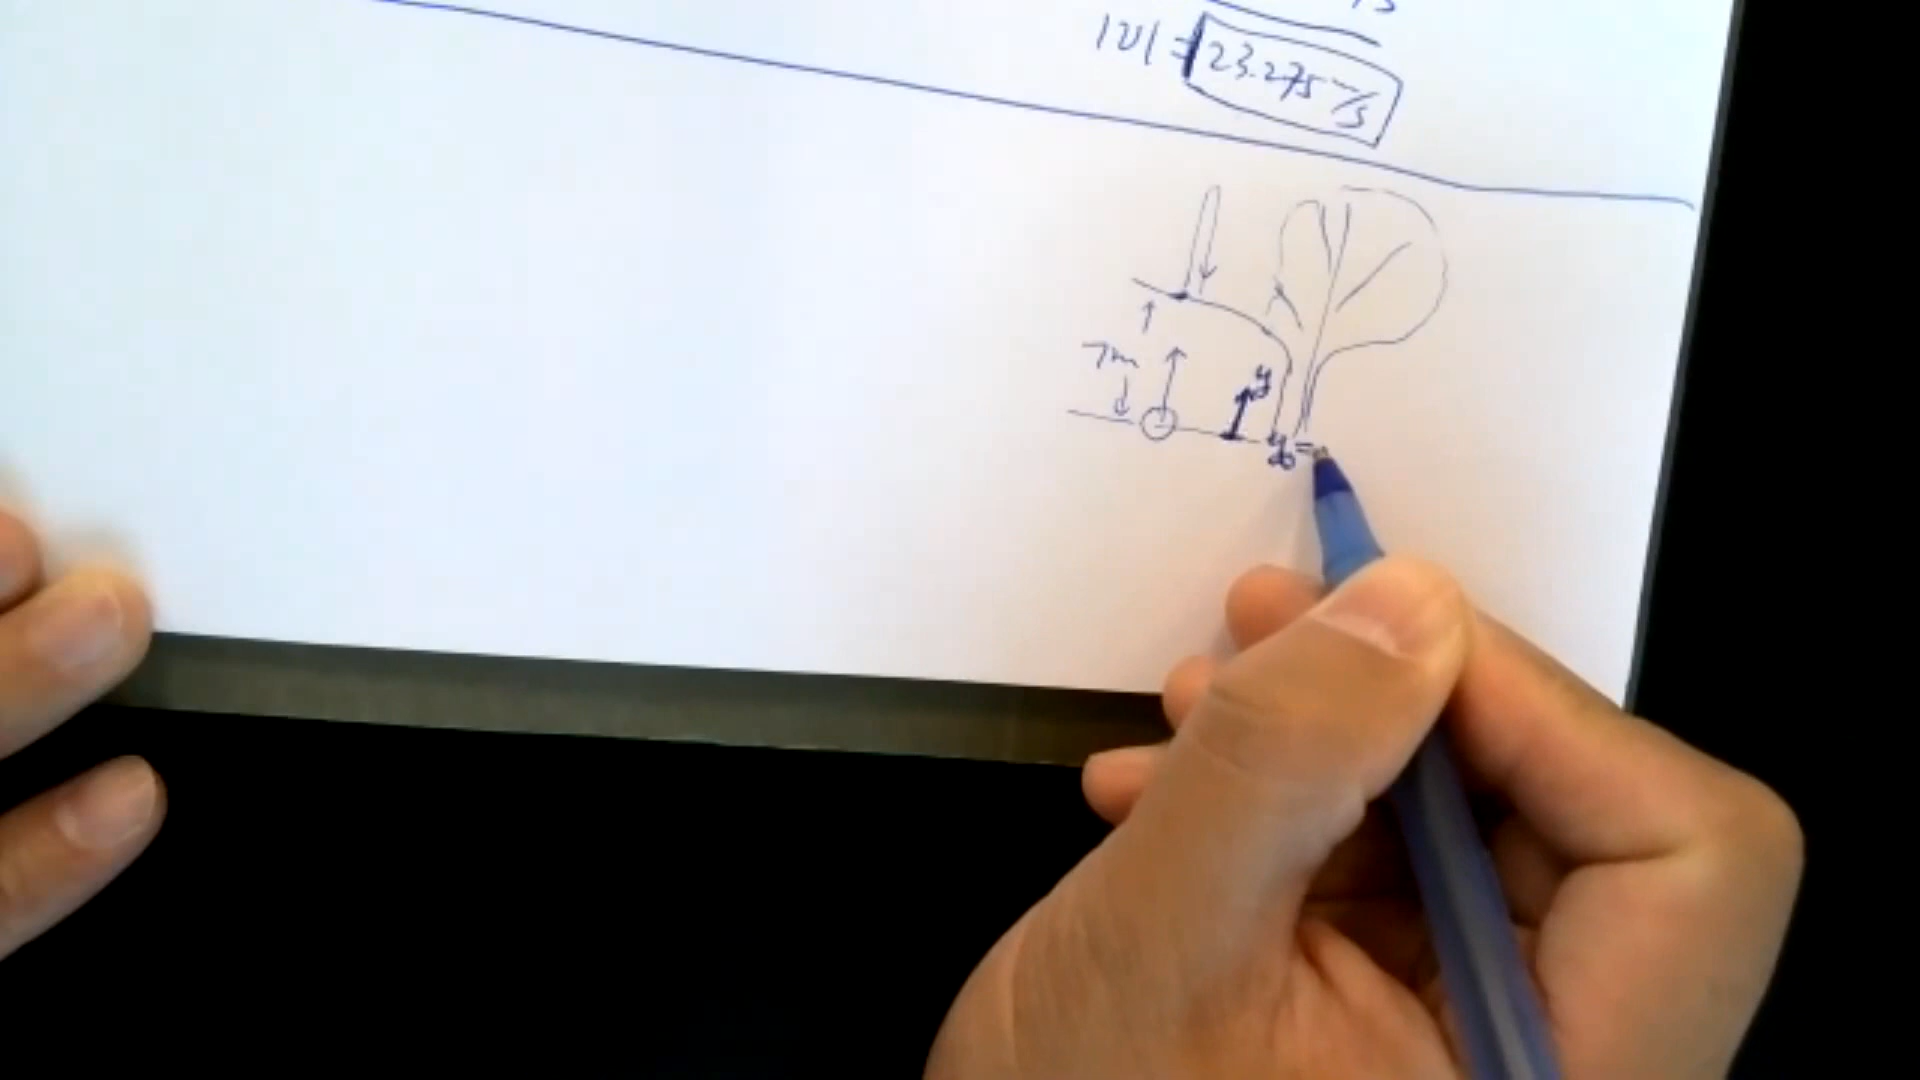 |v| = 23.275 m/s
7m
y
y₀ =